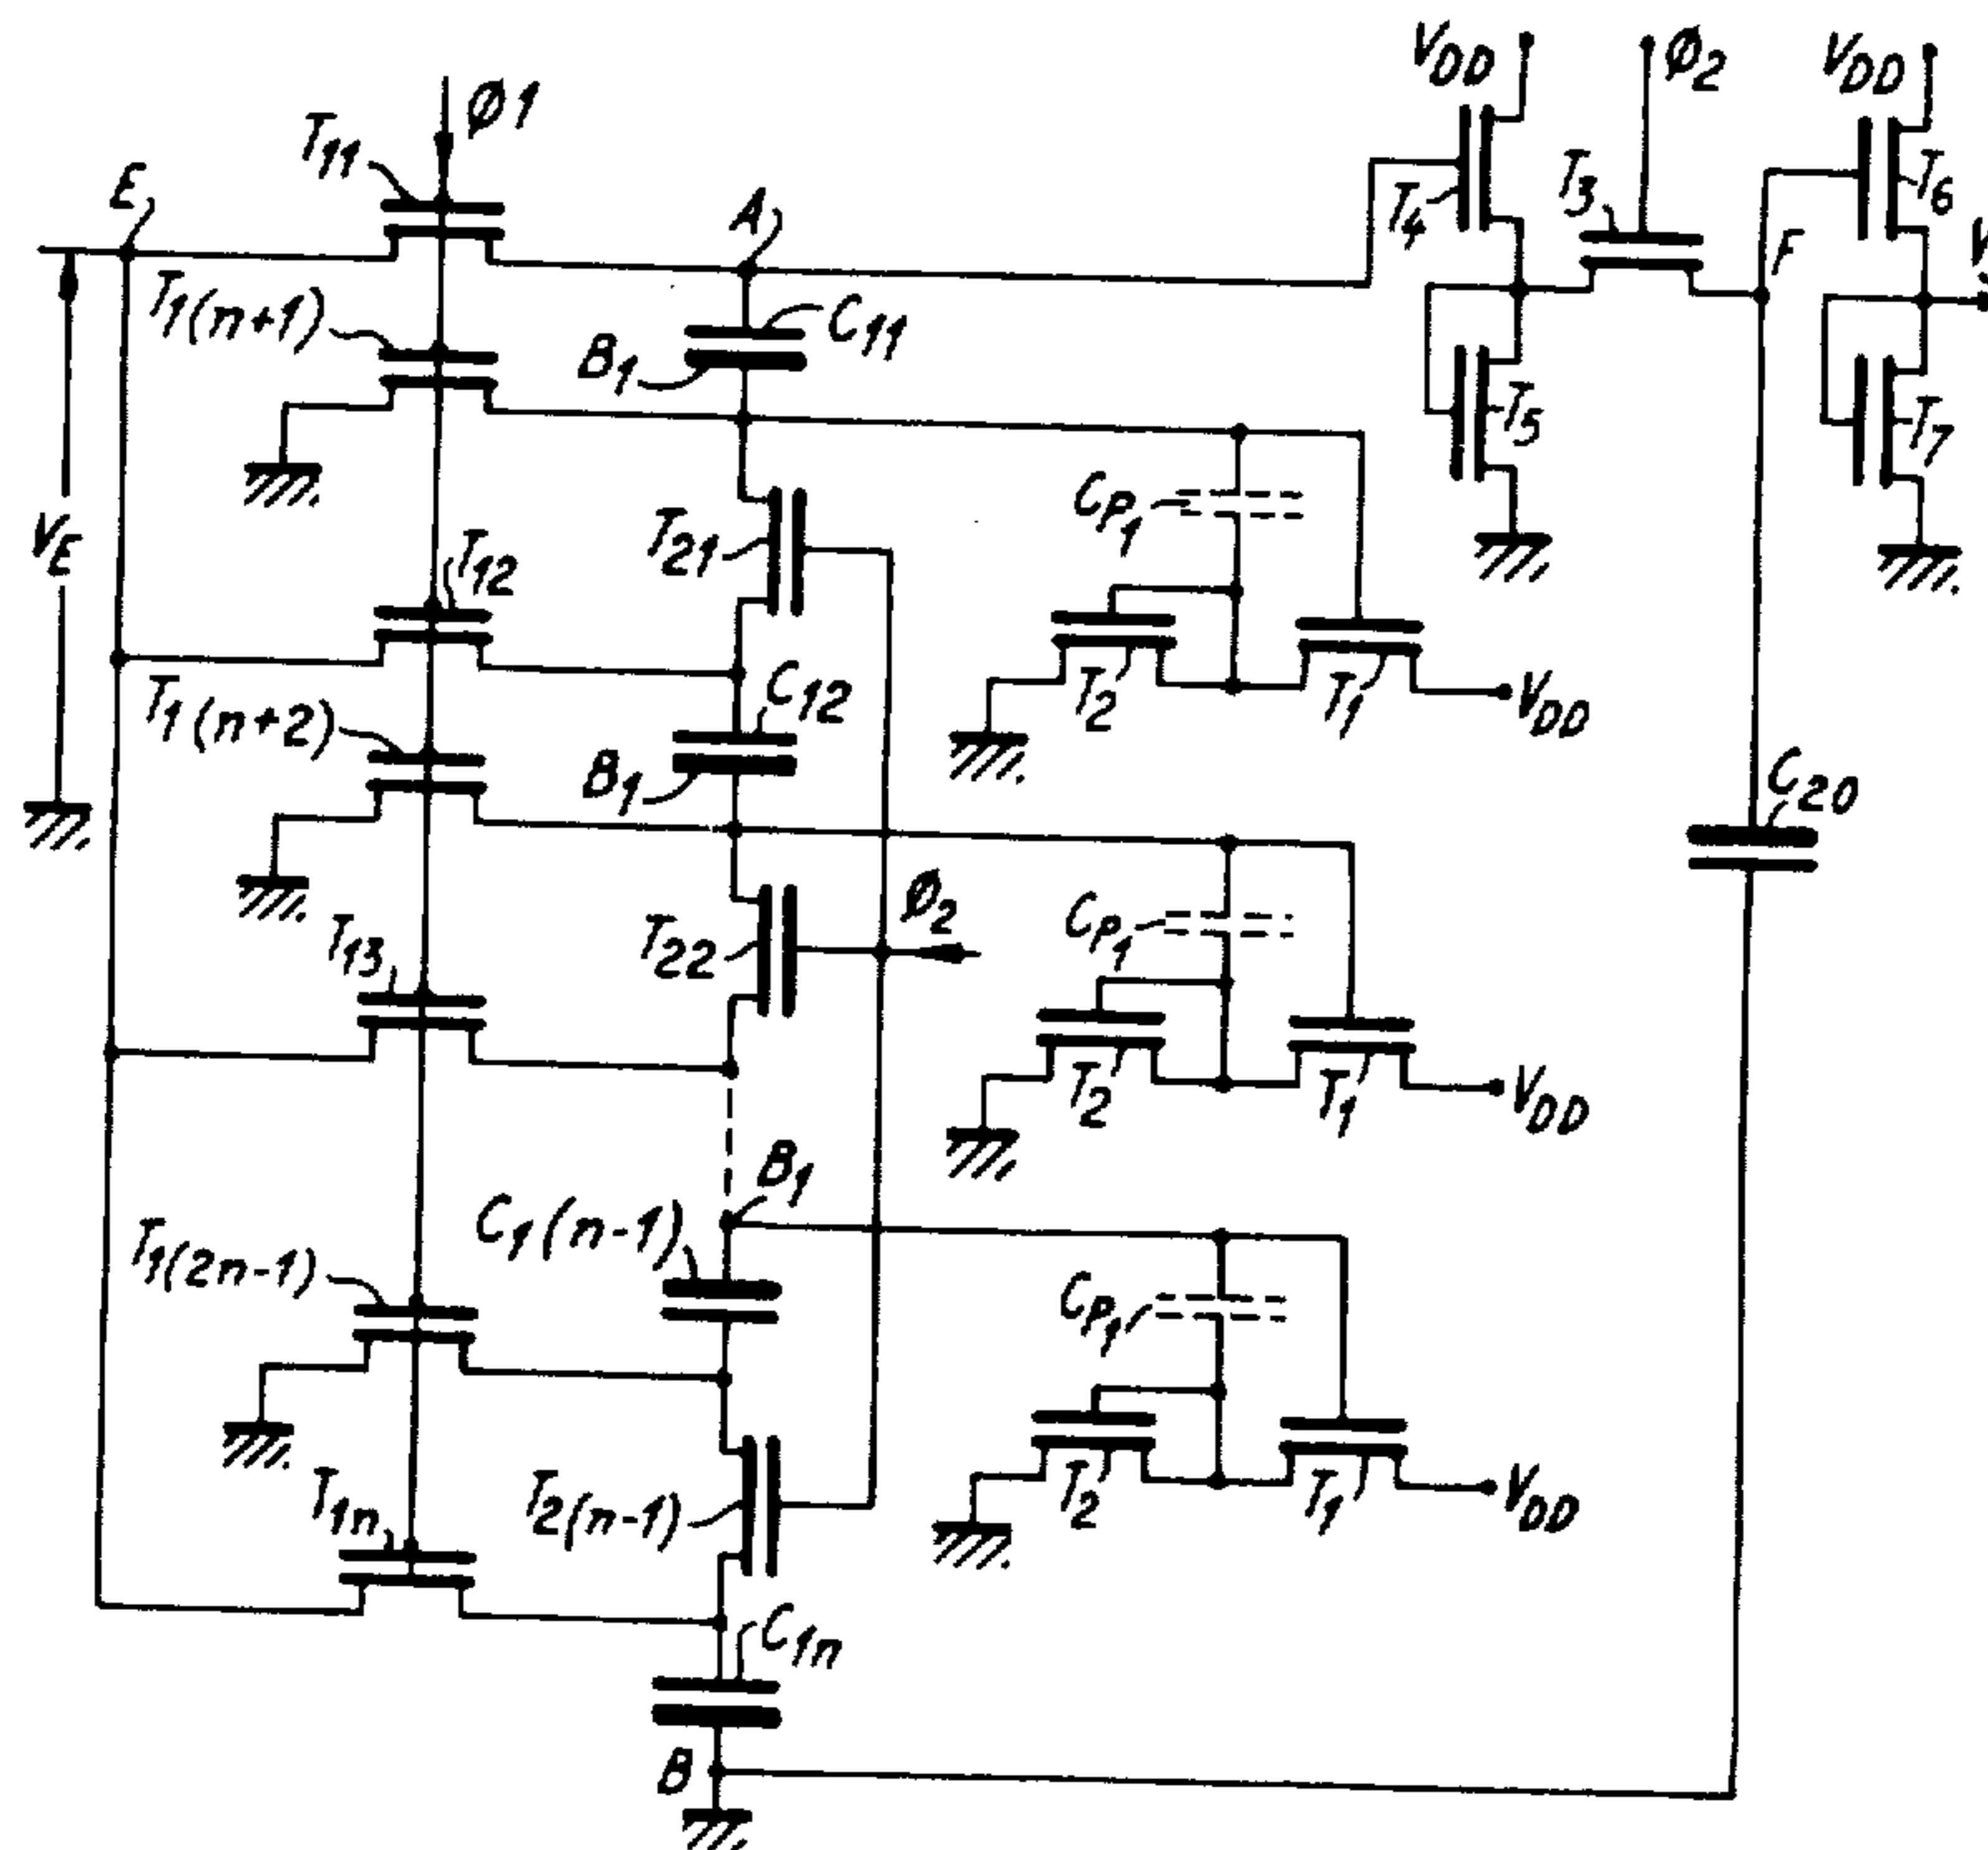 VDD
Ø2
VDD
Ø1
T11
E
A
T4
T3
T6
F
T1(n+1)
C11
B1
T5
T7
CP1
T21
VE
T12
T2
T1
VDD
C12
T1(n+2)
B1
C20
Ø2
CP1
T13
T22
T2
T1
VDD
B1
C1(n-1)
T1(2n-1)
CP1
T1n
T2(n-1)
T2
T1
VDD
C1n
B